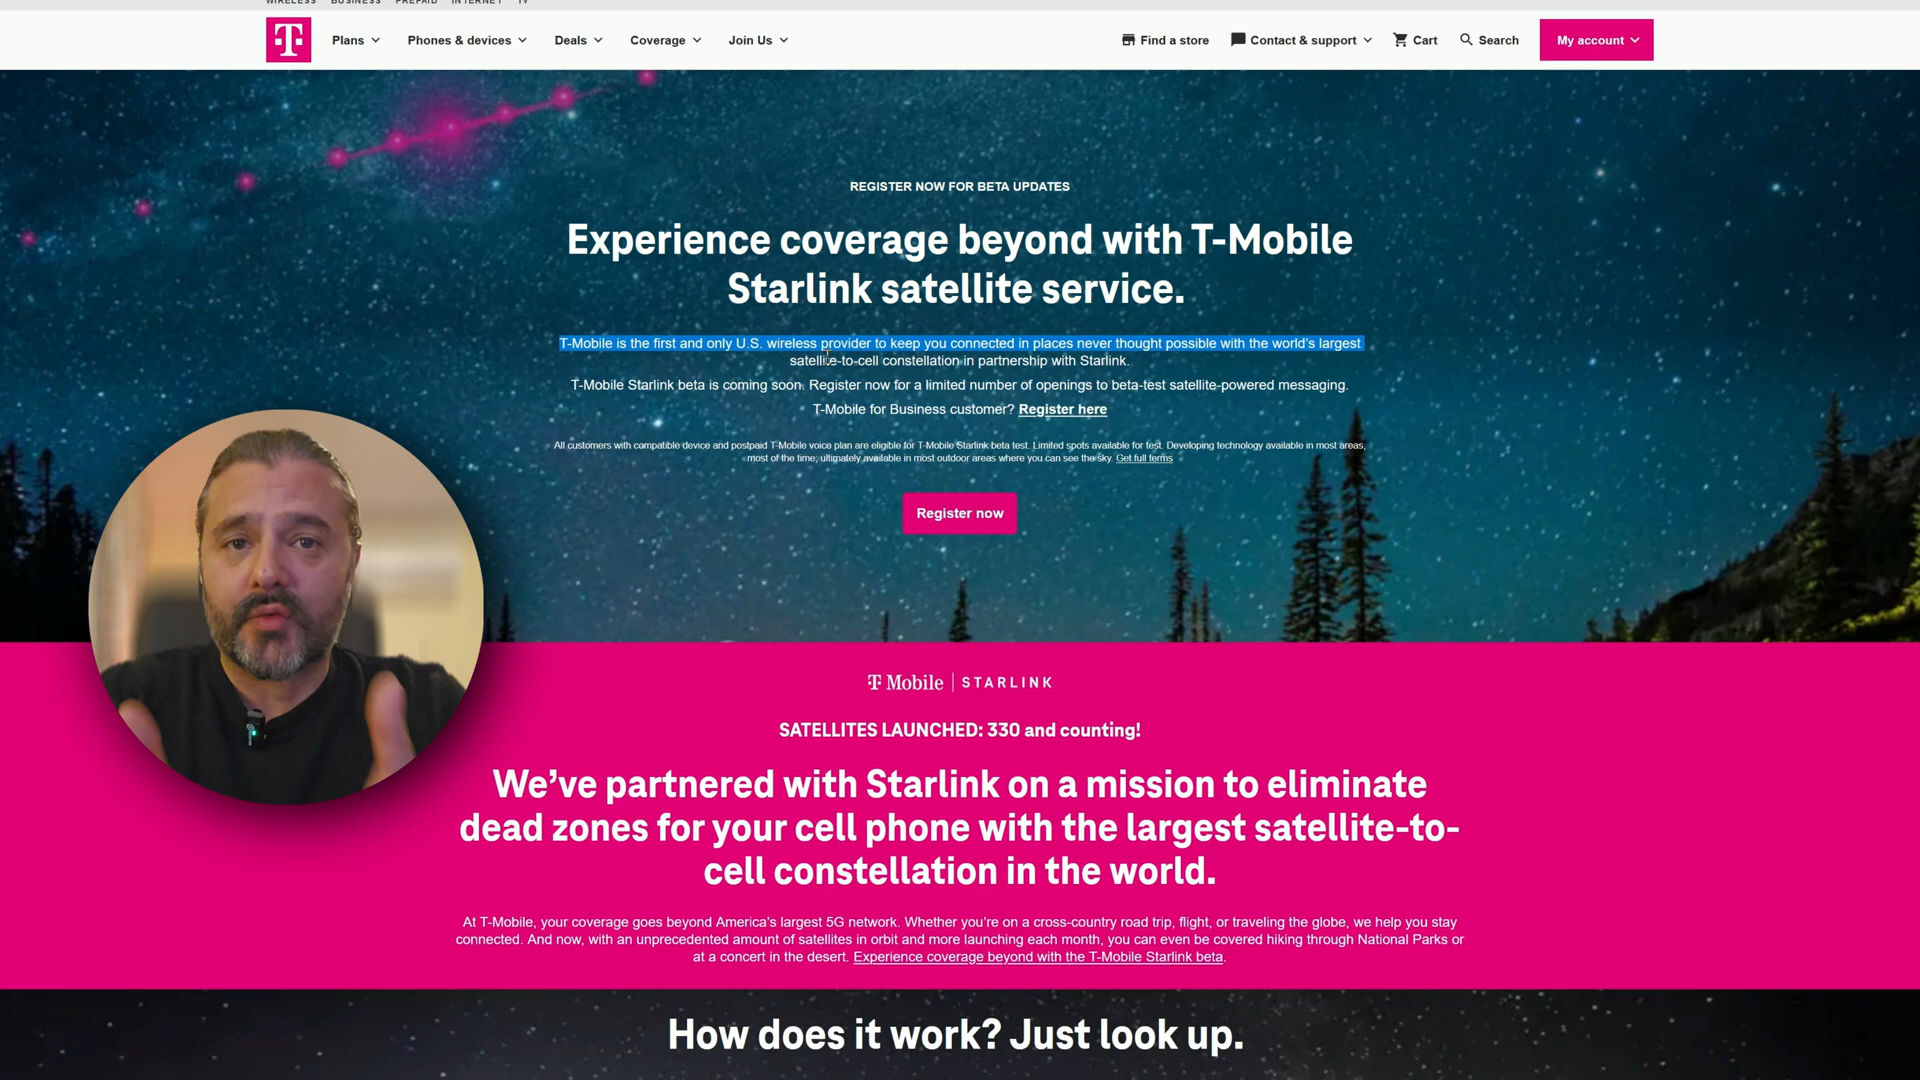 WIRELESS BUSINESS PREPAID INTERNET TV
T Plans Phones & devices Deals Coverage Join Us Find a store Contact & support Cart Search My account
REGISTER NOW FOR BETA UPDATES
Experience coverage beyond with T-Mobile
Starlink satellite service.
T-Mobile is the first and only U.S. wireless provider to keep you connected in places never thought possible with the world's largest
satellite-to-cell constellation in partnership with Starlink.
T-Mobile Starlink beta is coming soon. Register now for a limited number of openings to beta-test satellite-powered messaging.
T-Mobile for Business customer? Register here
All customers with compatible device and postpaid T-Mobile voice plan are eligible for T-Mobile Starlink beta test. Limited spots available for test. Developing technology available in most areas,
most of the time; ultimately available in most outdoor areas where you can see the sky. Get full terms
Register now
T Mobile | STARLINK
SATELLITES LAUNCHED: 330 and counting!
We’ve partnered with Starlink on a mission to eliminate
dead zones for your cell phone with the largest satellite-to-
cell constellation in the world.
At T-Mobile, your coverage goes beyond America’s largest 5G network. Whether you’re on a cross-country road trip, flight, or traveling the globe, we help you stay
connected. And now, with an unprecedented amount of satellites in orbit and more launching each month, you can even be covered hiking through National Parks or
at a concert in the desert. Experience coverage beyond with the T-Mobile Starlink beta.
How does it work? Just look up.